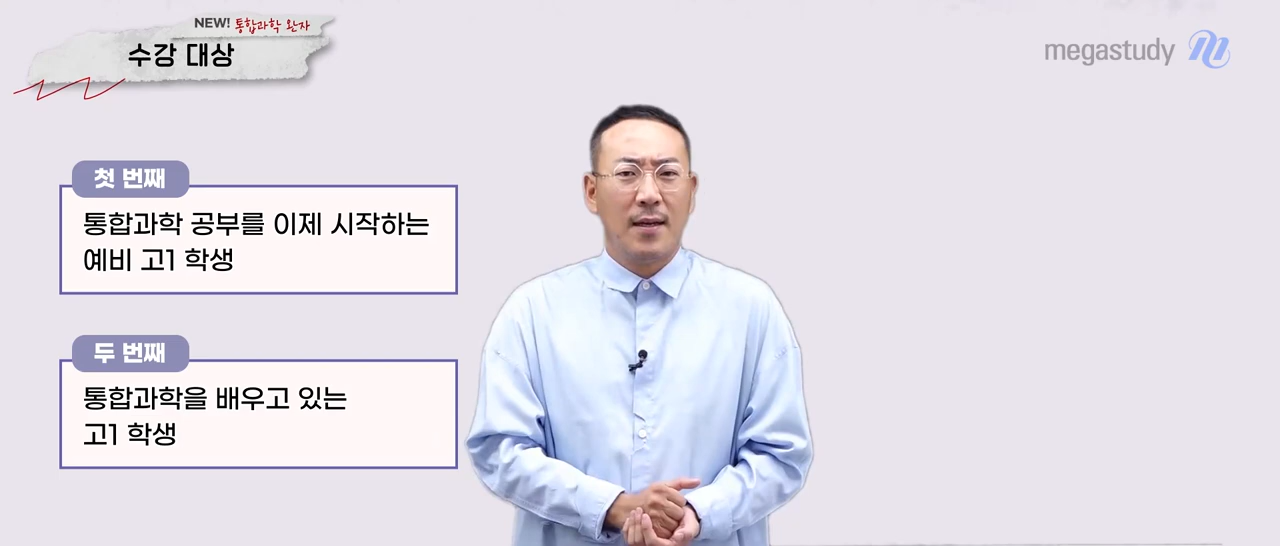 NEW! 통합과학 완자
수강 대상
megastudy
첫 번째
통합과학 공부를 이제 시작하는
예비 고1 학생
두 번째
통합과학을 배우고 있는
고1 학생